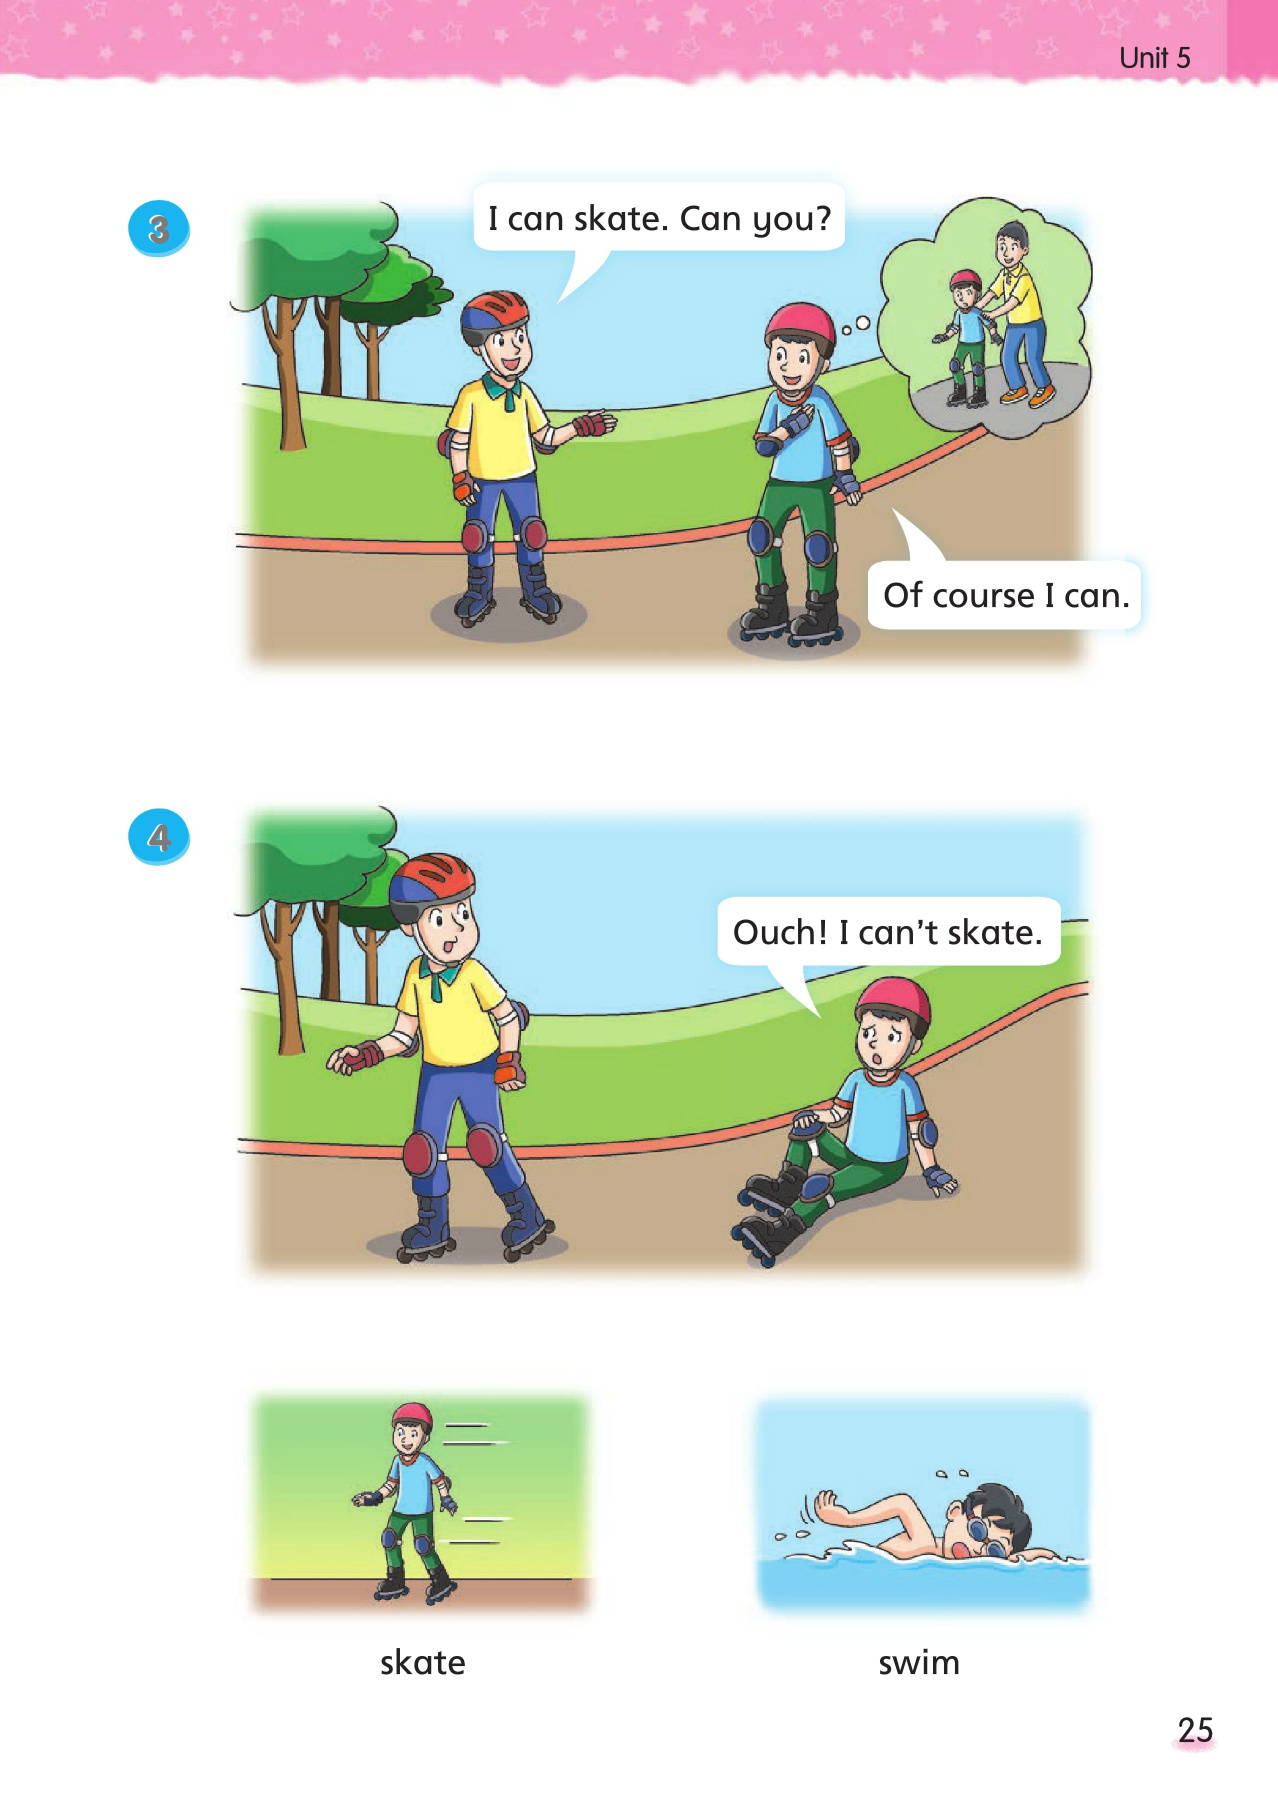 Unit 5
3
I can skate. Can you?
Of course I can.
4
Ouch! I can't skate.
skate
swim
25